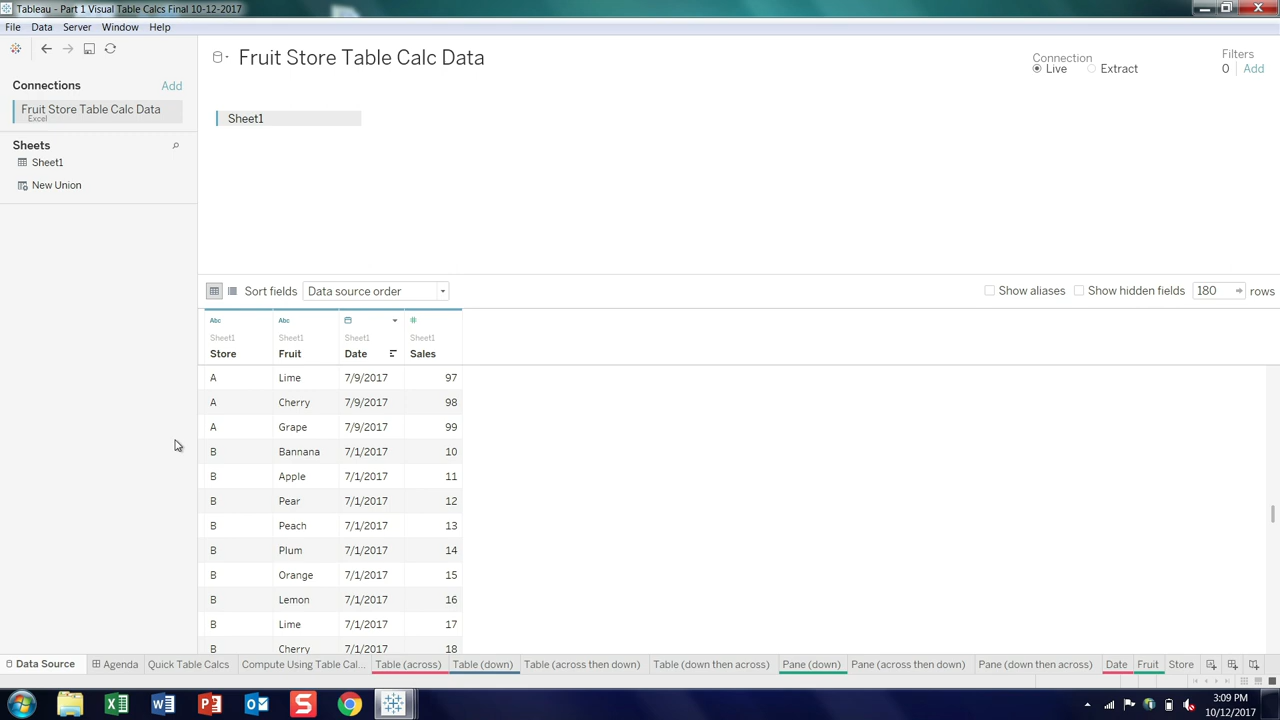 Tableau - Part 1 Visual Table Calcs Final 10-12-2017
File Data Server Window Help
Connections Add
Fruit Store Table Calc Data
Excel
Sheets
Sheet1
New Union
Fruit Store Table Calc Data
Connection
Live Extract
Filters
0 Add
Sheet1
Sort fields Data source order
Show aliases Show hidden fields 180 rows
Abc Abc
Sheet1 Sheet1 Sheet1 Sheet1
Store Fruit Date Sales
A Lime 7/9/2017 97
A Cherry 7/9/2017 98
A Grape 7/9/2017 99
B Bannana 7/1/2017 10
B Apple 7/1/2017 11
B Pear 7/1/2017 12
B Peach 7/1/2017 13
B Plum 7/1/2017 14
B Orange 7/1/2017 15
B Lemon 7/1/2017 16
B Lime 7/1/2017 17
B Cherry 7/1/2017 18
Data Source Agenda Quick Table Calcs Compute Using Table Cal... Table (across) Table (down) Table (across then down) Table (down then across) Pane (down) Pane (across then down) Pane (down then across) Date Fruit Store
3:09 PM
10/12/2017